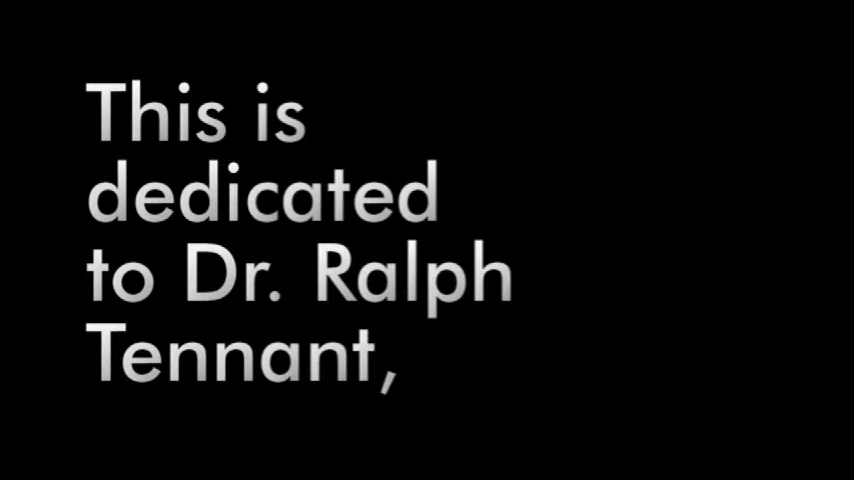 This is
dedicated
to Dr. Ralph
Tennant,